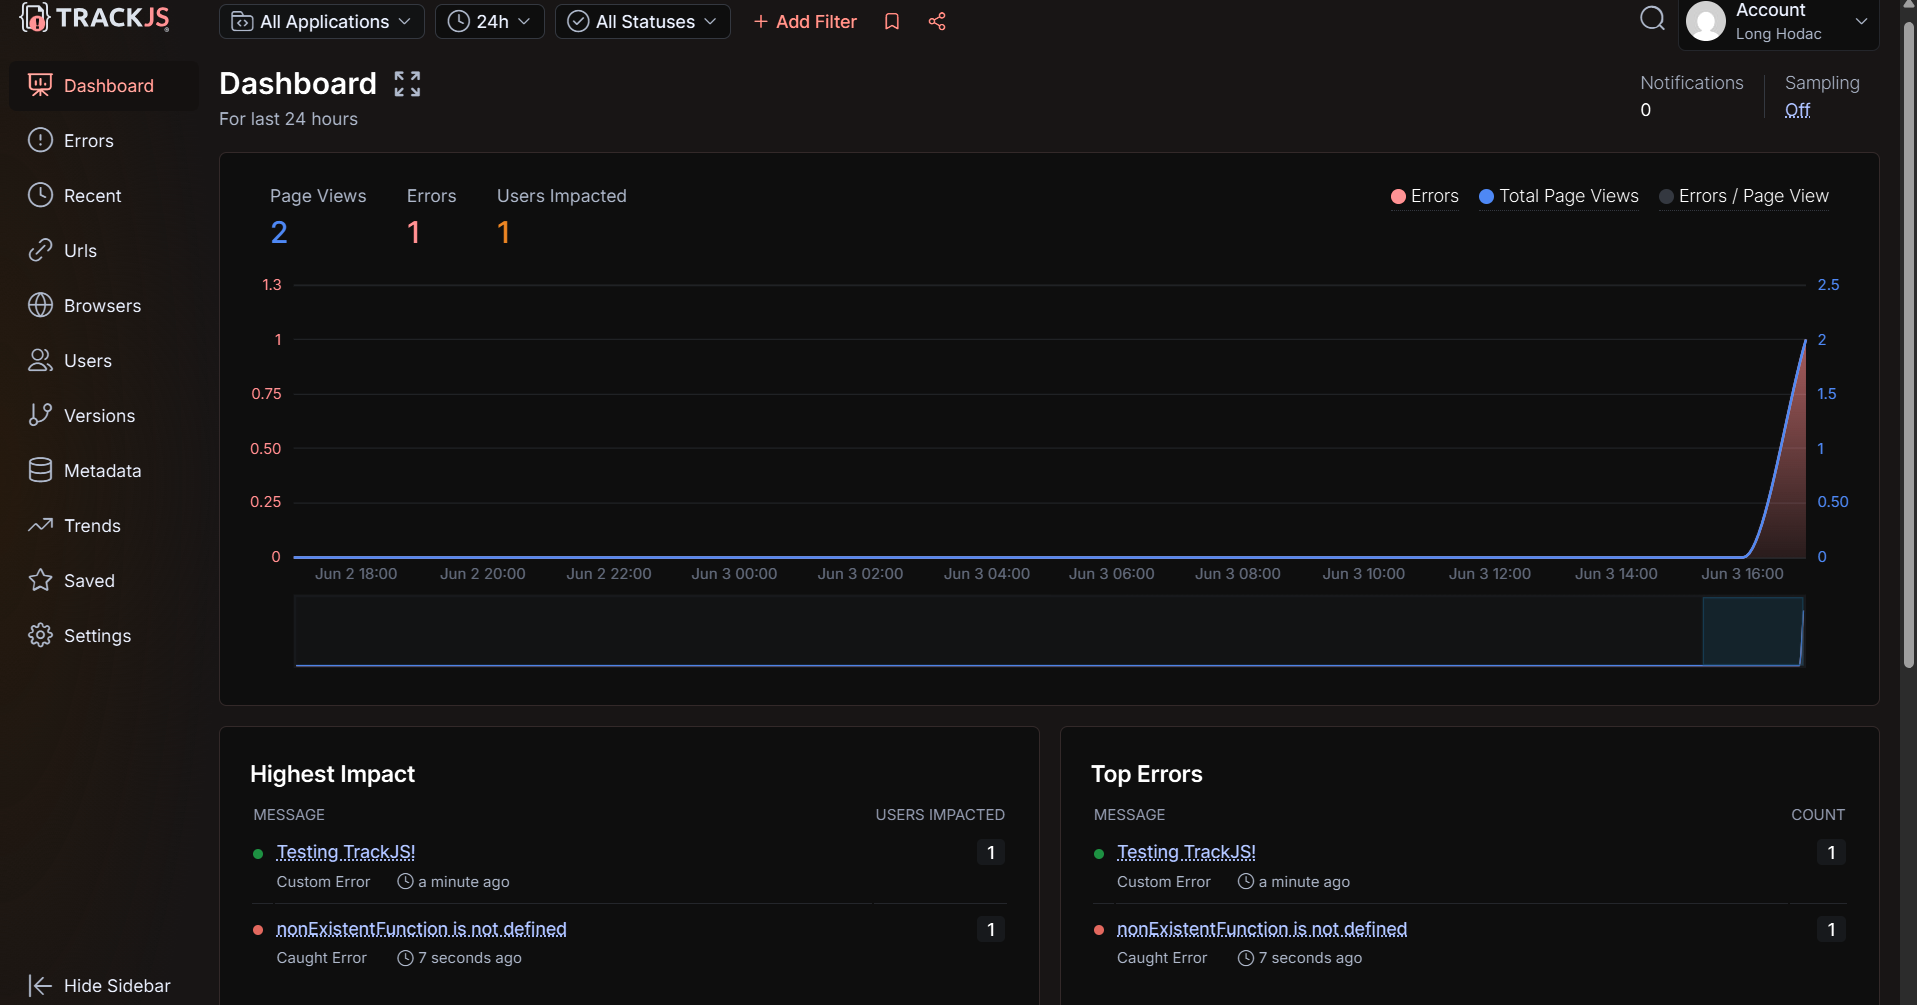 TRACKJS
All Applications
24h
All Statuses
+ Add Filter
Account
Long Hodac
Dashboard
Errors
Recent
Urls
Browsers
Users
Versions
Metadata
Trends
Saved
Settings
Hide Sidebar
Dashboard
For last 24 hours
Notifications
0
Sampling
Off
Page Views
2
Errors
1
Users Impacted
1
Errors
Total Page Views
Errors / Page View
1.3
1
0.75
0.50
0.25
0
2.5
2
1.5
1
0.50
0
Jun 2 18:00 Jun 2 20:00 Jun 2 22:00 Jun 3 00:00 Jun 3 02:00 Jun 3 04:00 Jun 3 06:00 Jun 3 08:00 Jun 3 10:00 Jun 3 12:00 Jun 3 14:00 Jun 3 16:00
Highest Impact
MESSAGE USERS IMPACTED
Testing TrackJS! 1
Custom Error a minute ago
nonExistentFunction is not defined 1
Caught Error 7 seconds ago
Top Errors
MESSAGE COUNT
Testing TrackJS! 1
Custom Error a minute ago
nonExistentFunction is not defined 1
Caught Error 7 seconds ago